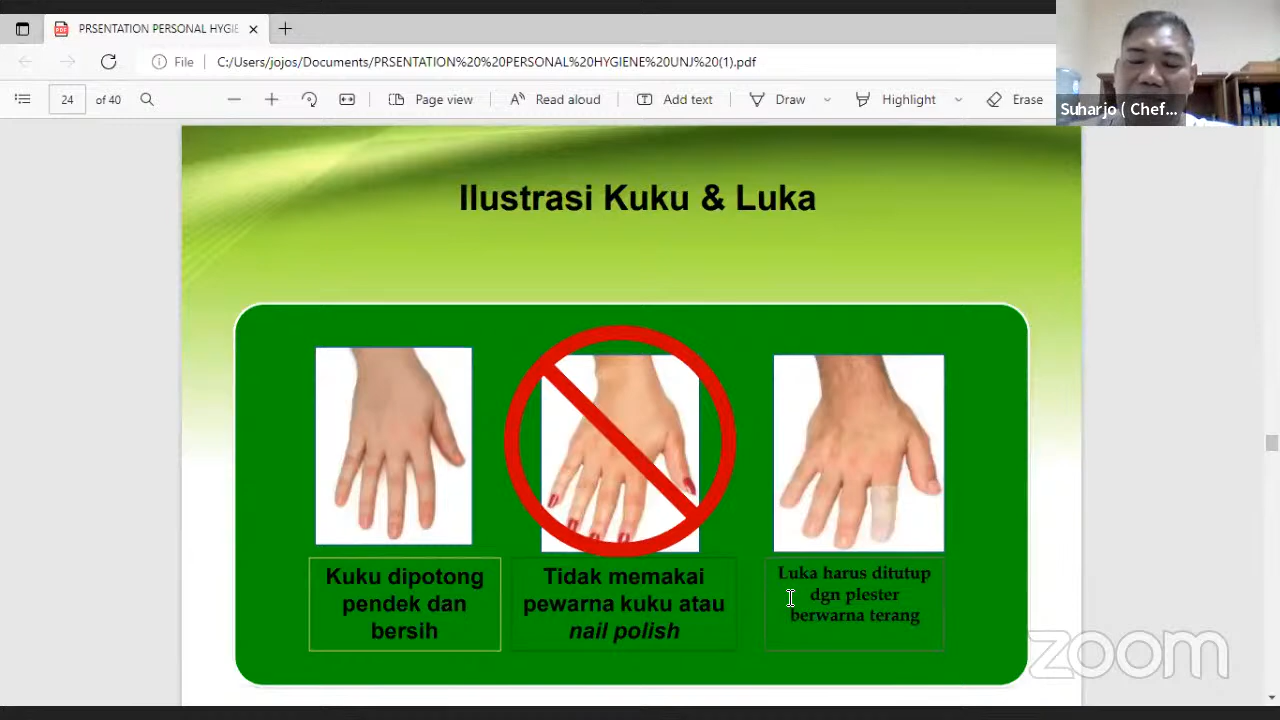 PRSENTATION PERSONAL HYGIE
File
C:/Users/jojos/Documents/PRSENTATION%20%20PERSONAL%20HYGIENE%20UNJ%20(1).pdf
24 of 40
Page view
Read aloud
Add text
Draw
Highlight
Erase
Suharjo ( Chef...
Ilustrasi Kuku & Luka
Kuku dipotong
pendek dan
bersih
Tidak memakai
pewarna kuku atau
nail polish
Luka harus ditutup
dgn plester
berwarna terang
zoom